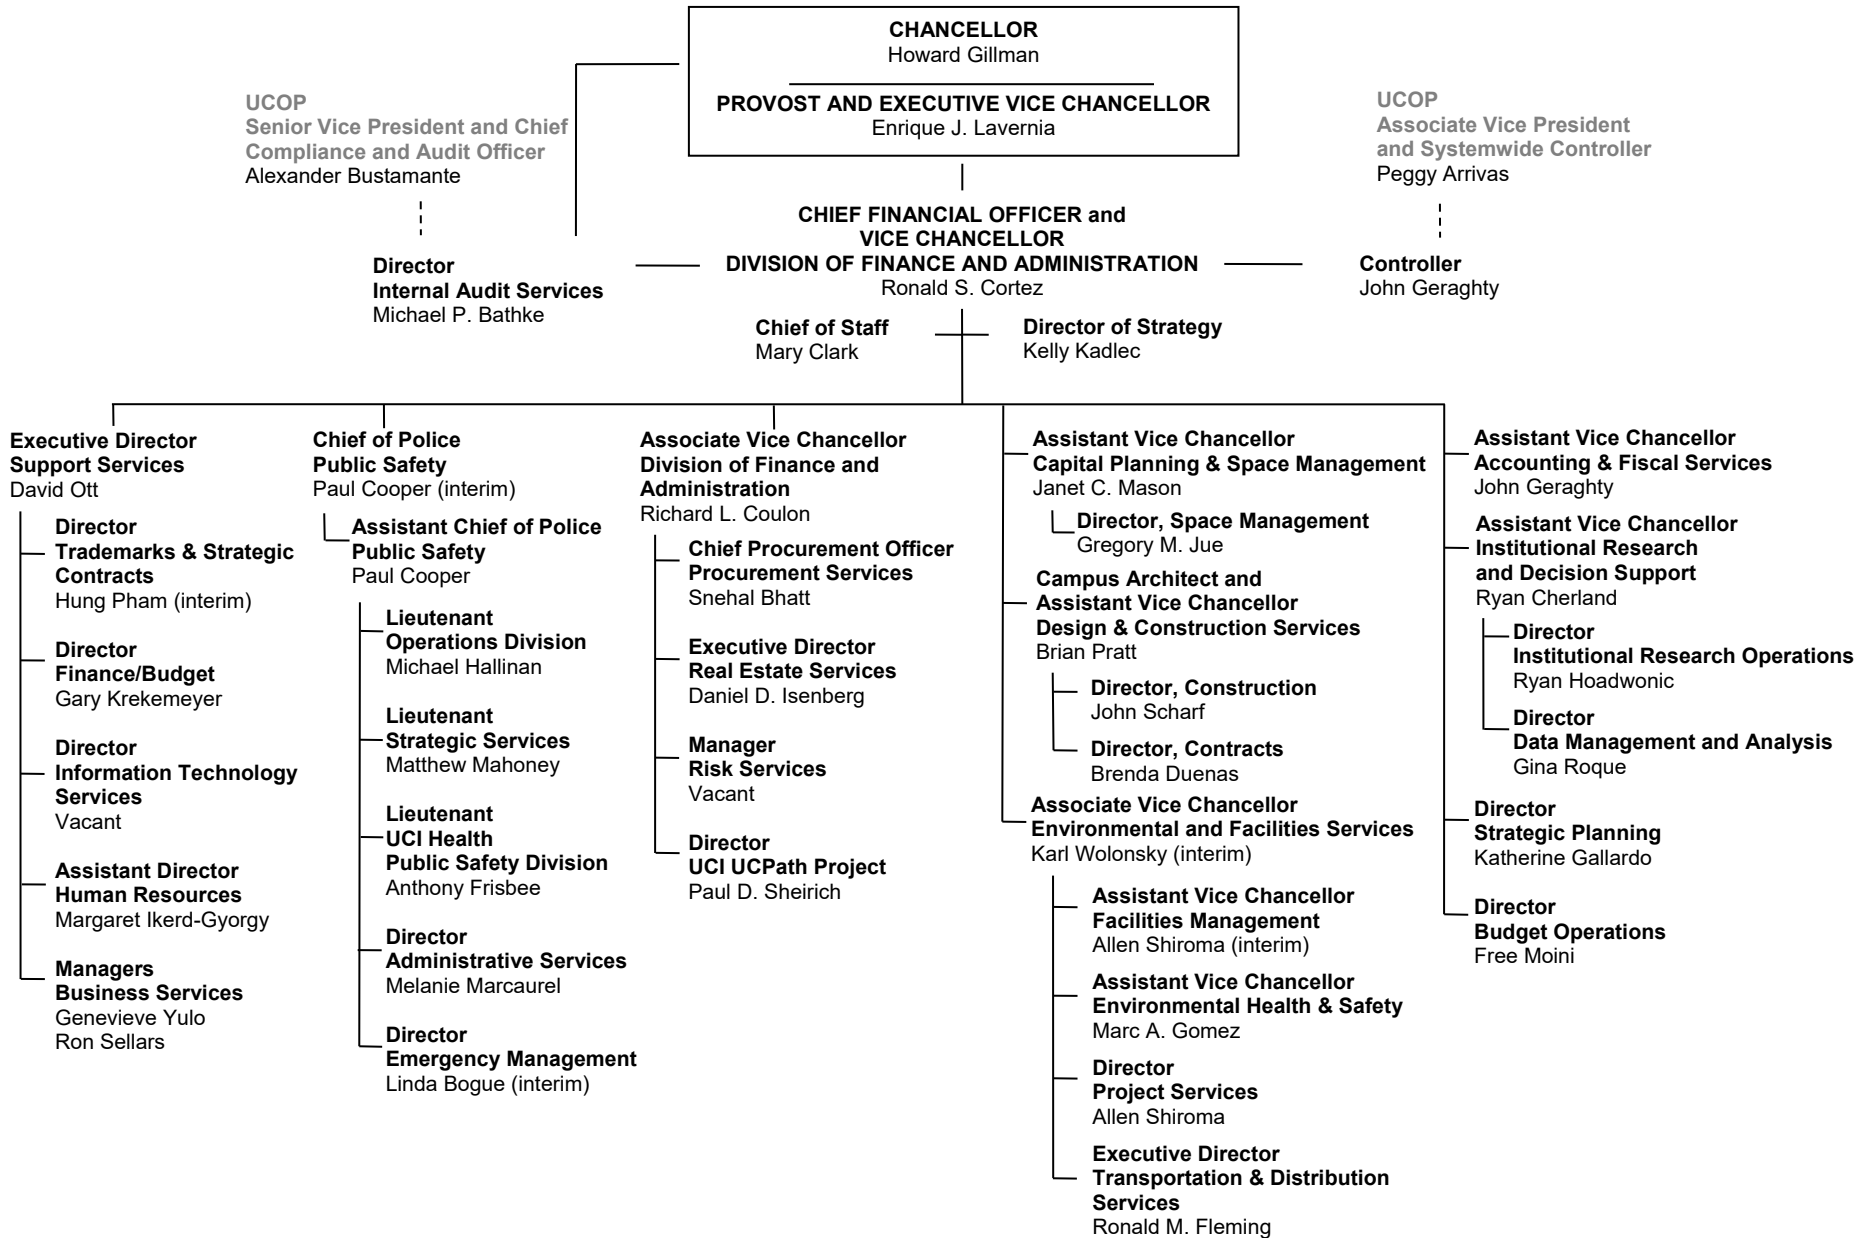 CHANCELLOR
Howard Gillman
PROVOST AND EXECUTIVE VICE CHANCELLOR
Enrique J. Lavernia
UCOP
Senior Vice President and Chief
Compliance and Audit Officer
Alexander Bustamante
UCOP
Associate Vice President
and Systemwide Controller
Peggy Arrivas
CHIEF FINANCIAL OFFICER and
VICE CHANCELLOR
DIVISION OF FINANCE AND ADMINISTRATION
Ronald S. Cortez
Director
Internal Audit Services
Michael P. Bathke
Controller
John Geraghty
Chief of Staff
Mary Clark
Director of Strategy
Kelly Kadlec
Executive Director
Support Services
David Ott
Director
Trademarks & Strategic
Contracts
Hung Pham (interim)
Director
Finance/Budget
Gary Krekemeyer
Director
Information Technology
Services
Vacant
Assistant Director
Human Resources
Margaret Ikerd-Gyorgy
Managers
Business Services
Genevieve Yulo
Ron Sellars
Chief of Police
Public Safety
Paul Cooper (interim)
Assistant Chief of Police
Public Safety
Paul Cooper
Lieutenant
Operations Division
Michael Hallinan
Lieutenant
Strategic Services
Matthew Mahoney
Lieutenant
UCI Health
Public Safety Division
Anthony Frisbee
Director
Administrative Services
Melanie Marcaurel
Director
Emergency Management
Linda Bogue (interim)
Associate Vice Chancellor
Division of Finance and
Administration
Richard L. Coulon
Chief Procurement Officer
Procurement Services
Snehal Bhatt
Executive Director
Real Estate Services
Daniel D. Isenberg
Manager
Risk Services
Vacant
Director
UCI UCPath Project
Paul D. Sheirich
Assistant Vice Chancellor
Capital Planning & Space Management
Janet C. Mason
Director, Space Management
Gregory M. Jue
Campus Architect and
Assistant Vice Chancellor
Design & Construction Services
Brian Pratt
Director, Construction
John Scharf
Director, Contracts
Brenda Duenas
Associate Vice Chancellor
Environmental and Facilities Services
Karl Wolonsky (interim)
Assistant Vice Chancellor
Facilities Management
Allen Shiroma (interim)
Assistant Vice Chancellor
Environmental Health & Safety
Marc A. Gomez
Director
Project Services
Allen Shiroma
Executive Director
Transportation & Distribution
Services
Ronald M. Fleming
Assistant Vice Chancellor
Accounting & Fiscal Services
John Geraghty
Assistant Vice Chancellor
Institutional Research
and Decision Support
Ryan Cherland
Director
Institutional Research Operations
Ryan Hoadwonic
Director
Data Management and Analysis
Gina Roque
Director
Strategic Planning
Katherine Gallardo
Director
Budget Operations
Free Moini